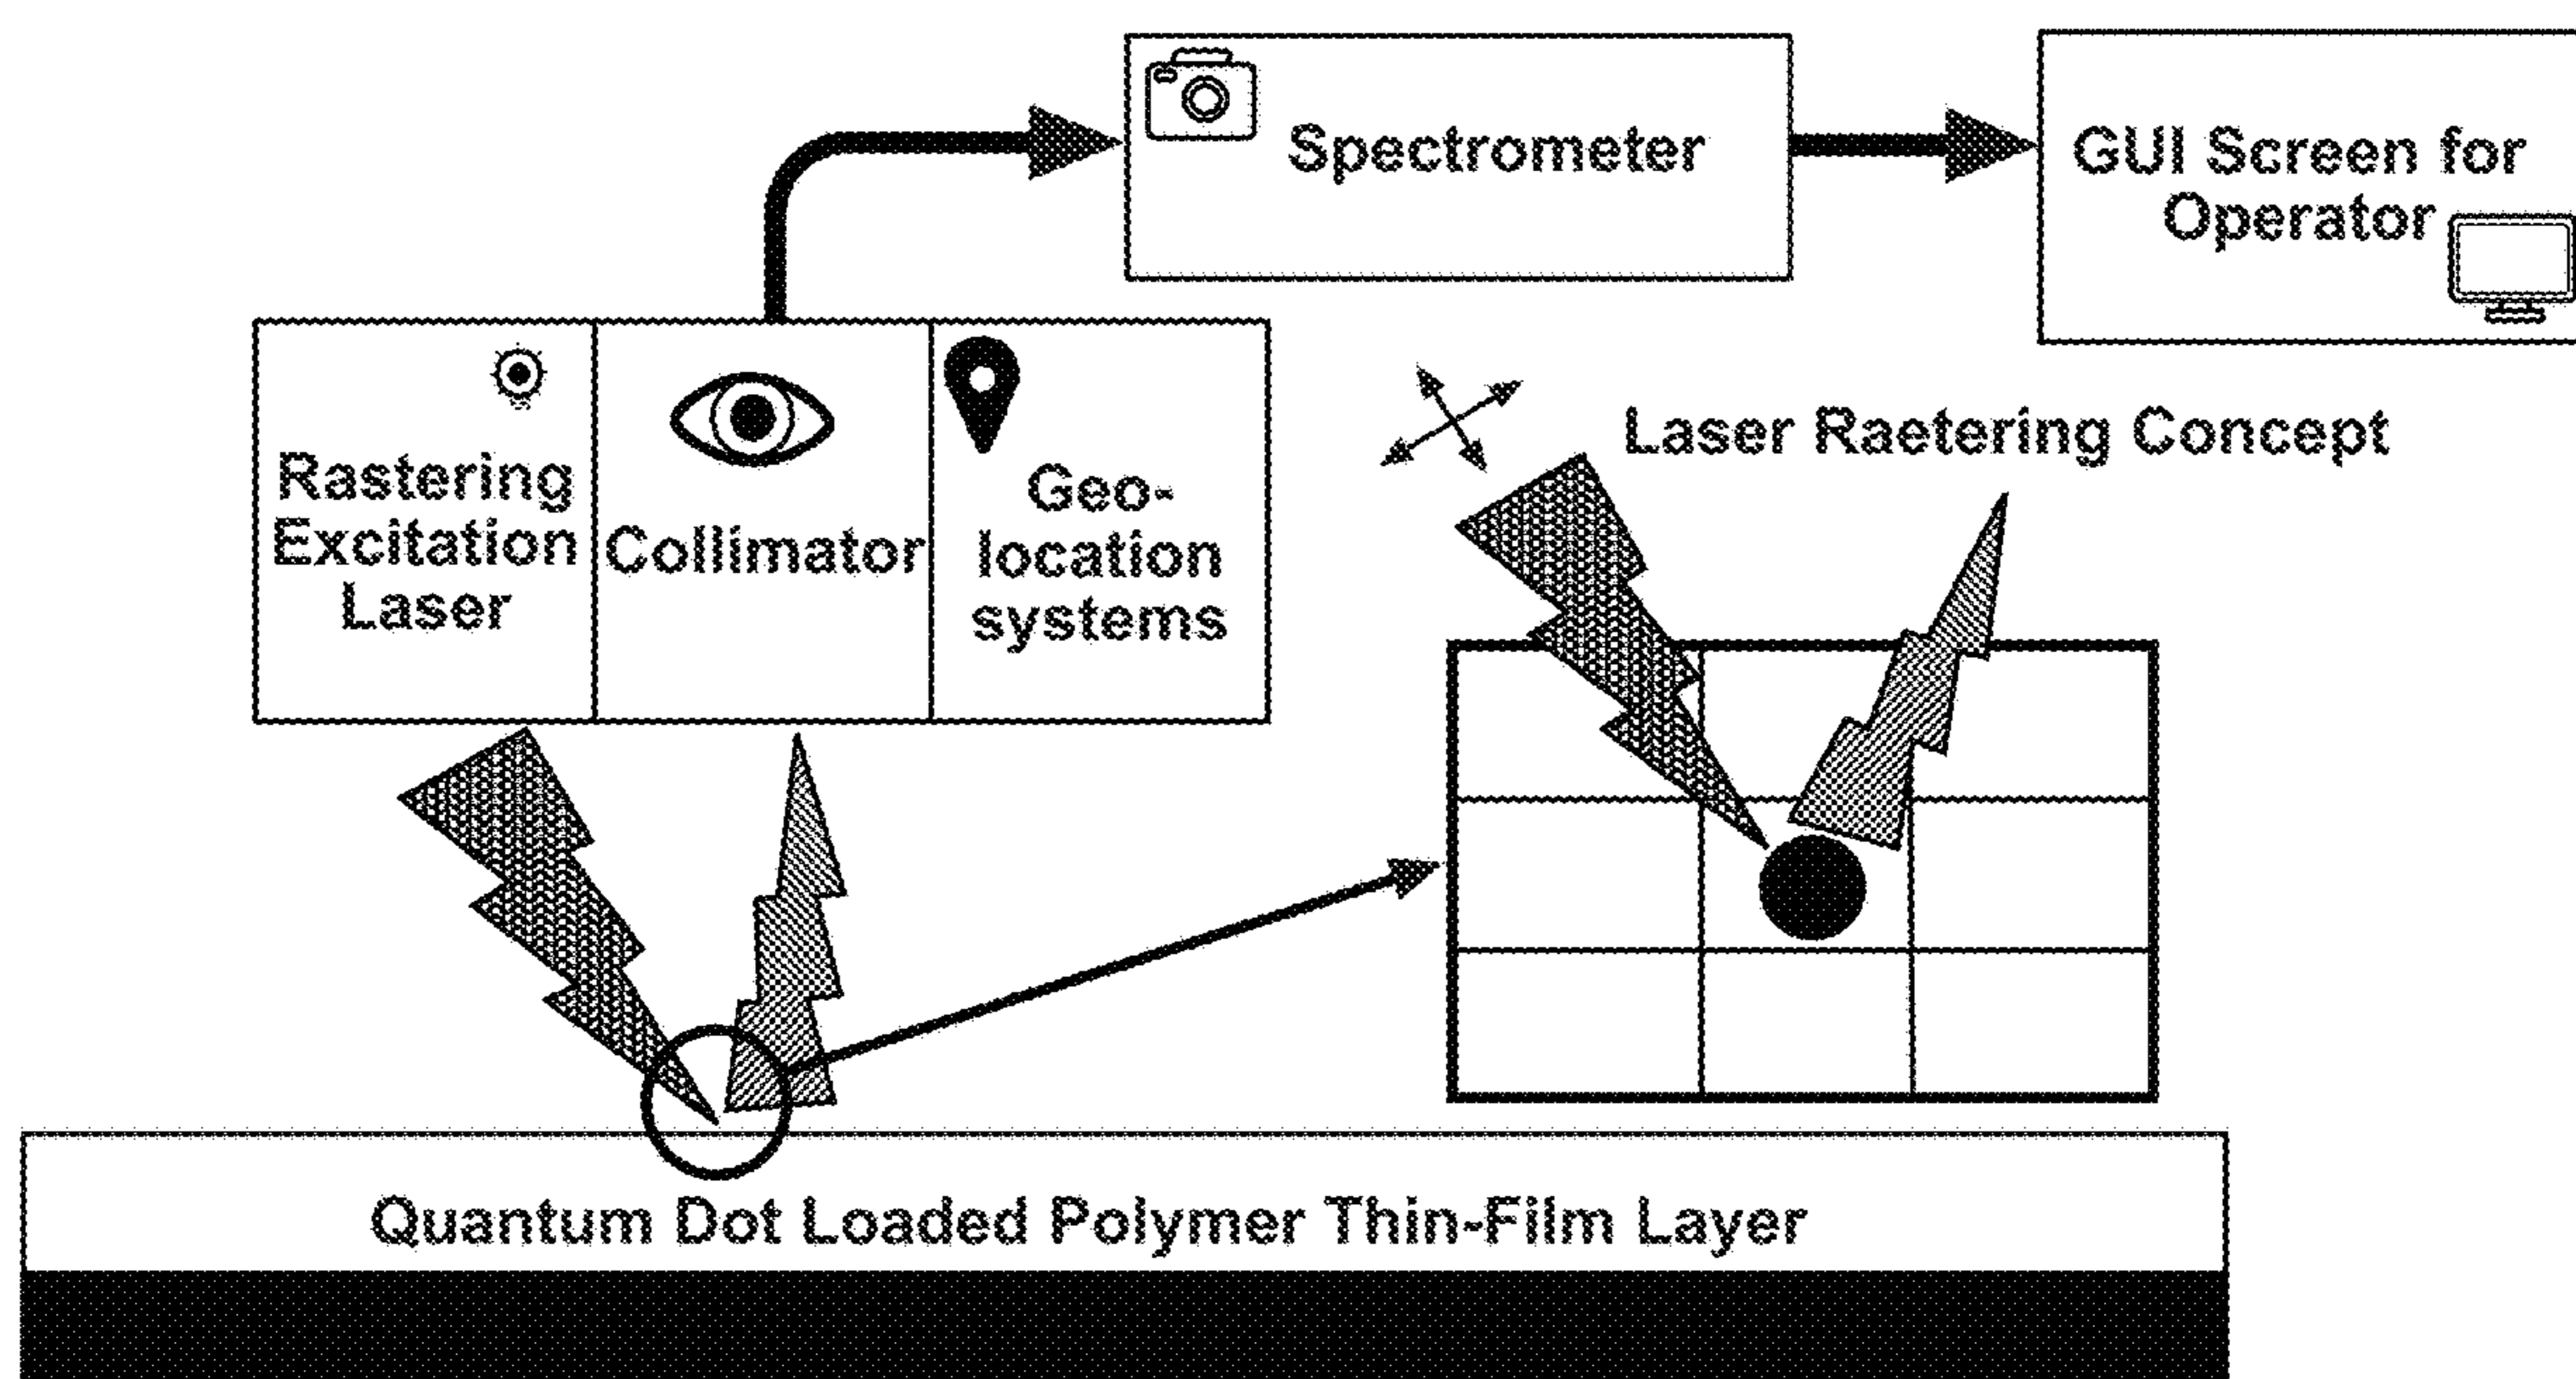 Spectrometer
GUI Screen for
Operator
Rastering
Excitation
Laser
Collimator
Geo-
location
systems
Laser Raetering Concept
Quantum Dot Loaded Polymer Thin-Film Layer